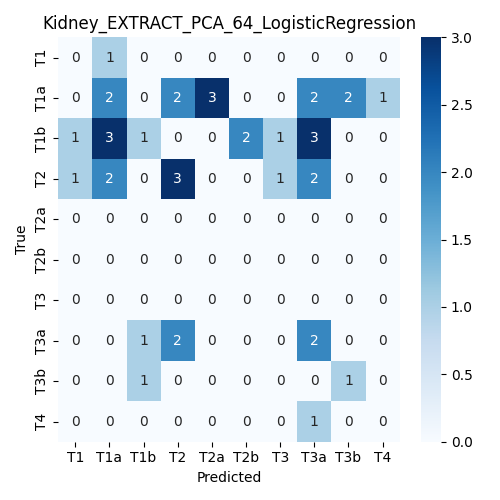 Kidney_EXTRACT_PCA_64_LogisticRegression
T1 0 1 0 0 0 0 0 0 0 0
T1a 0 2 0 2 3 0 0 2 2 1
T1b 1 3 1 0 0 2 1 3 0 0
T2 1 2 0 3 0 0 1 2 0 0
T2a 0 0 0 0 0 0 0 0 0 0
T2b 0 0 0 0 0 0 0 0 0 0
T3 0 0 0 0 0 0 0 0 0 0
T3a 0 0 1 2 0 0 0 2 0 0
T3b 0 0 1 0 0 0 0 0 1 0
T4 0 0 0 0 0 0 0 1 0 0
T1 T1a T1b T2 T2a T2b T3 T3a T3b T4
Predicted
True
3.0
2.5
2.0
1.5
1.0
0.5
0.0